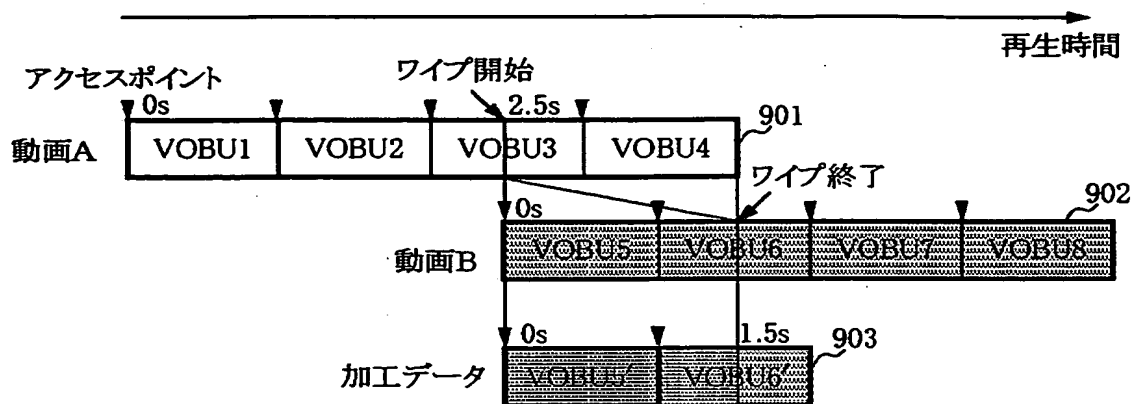 再生時間
アクセスポイント
ワイプ開始
0s
2.5s
901
動画A
VOBU1
VOBU2
VOBU3
VOBU4
ワイプ終了
902
0s
動画B
VOBU5
VOBU6
VOBU7
VOBU8
0s
1.5s
903
加工データ
VOBU5'
VOBU6'